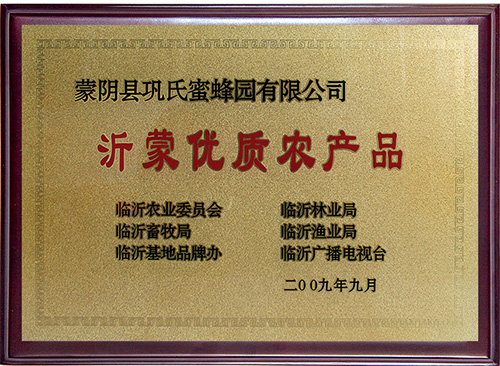 蒙阴县巩氏蜜蜂园有限公司
沂蒙优质农产品
临沂农业委员会 临沂林业局
临沂畜牧局 临沂渔业局
临沂基地品牌办 临沂广播电视台
二00九年九月